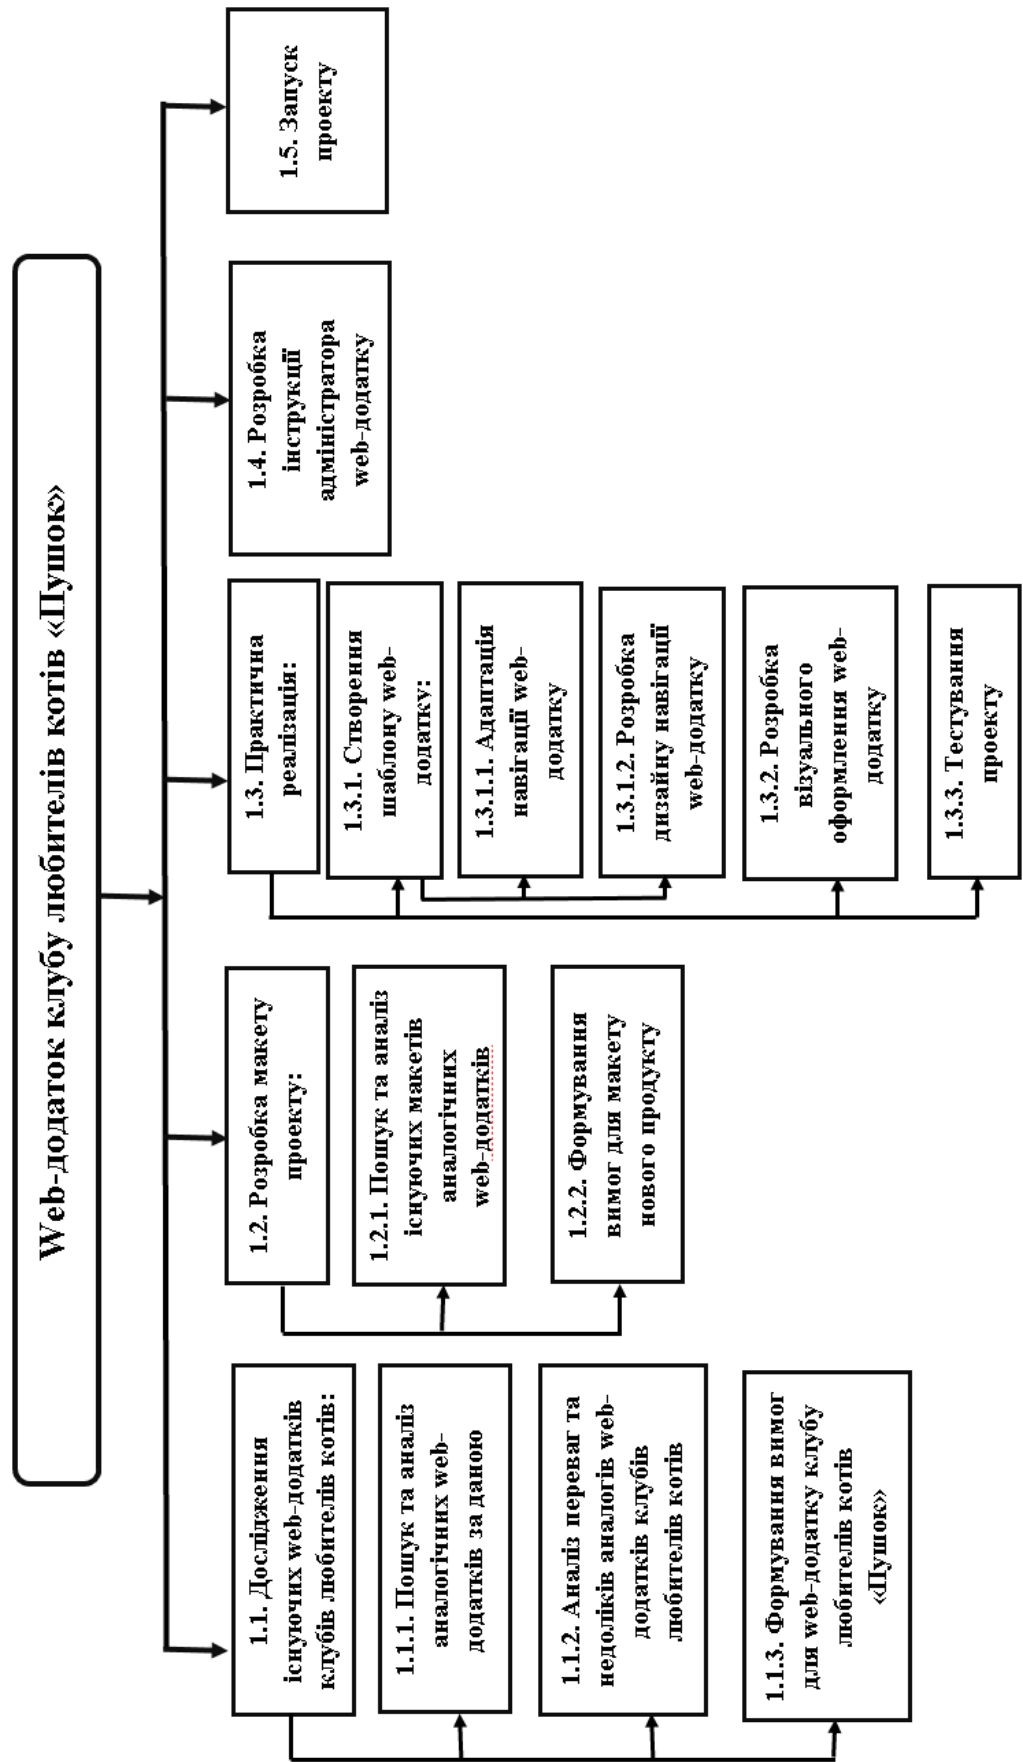 Web-додаток клубу любителів котів «Пушок»
1.1. Дослідження
існуючих web-додатків
клубів любителів котів:
1.1.1. Пошук та аналіз
аналогічних web-
додатків за даною
1.1.2. Аналіз переваг та
недоліків аналогів web-
додатків клубів
любителів котів
1.1.3. Формування вимог
для web-додатку клубу
любителів котів
«Пушок»
1.2. Розробка макету
проекту:
1.2.1. Пошук та аналіз
існуючих макетів
аналогічних
web-додатків
1.2.2. Формування
вимог для макету
нового продукту
1.3. Практична
реалізація:
1.3.1. Створення
шаблону web-
додатку:
1.3.1.1. Адаптація
навігації web-
додатку
1.3.1.2. Розробка
дизайну навігації
web-додатку
1.3.2. Розробка
візуального
оформлення web-
додатку
1.3.3. Тестування
проекту
1.4. Розробка
інструкції
адміністратора
web-додатку
1.5. Запуск
проекту